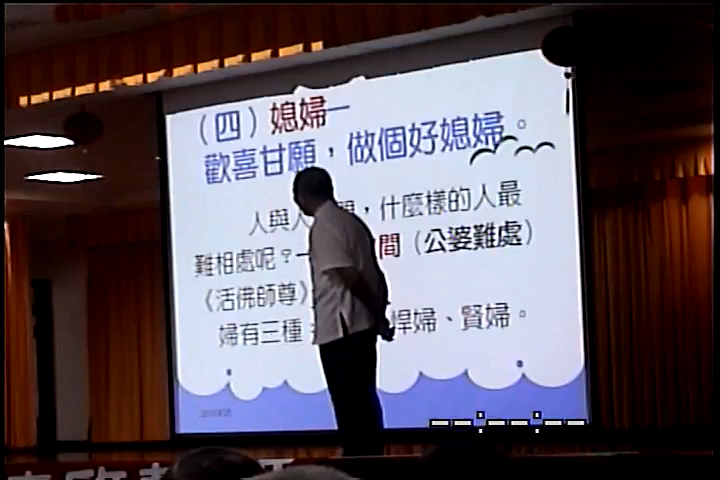 （四）媳婦—
歡喜甘願，做個好媳婦。
人與人 ，什麼樣的人最
難相處呢？ 間（公婆難處）
《活佛師尊》
婦有三種 悍婦、賢婦。